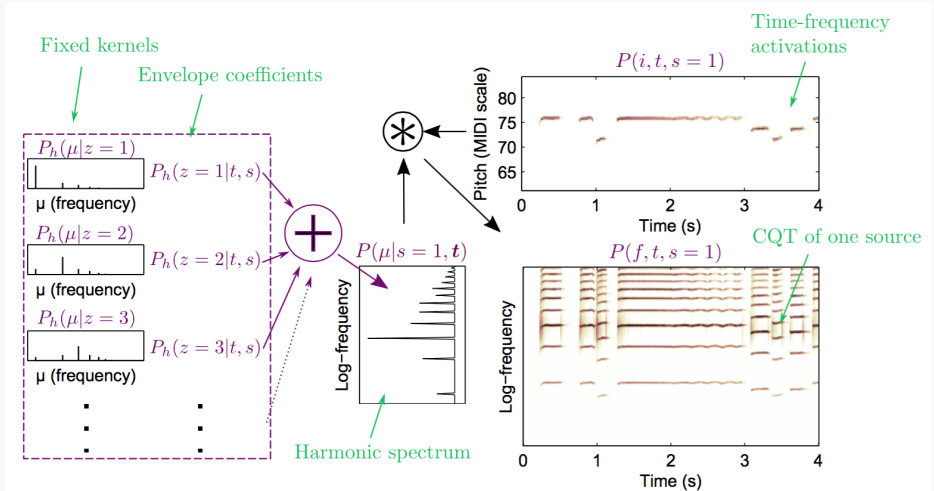 Fixed kernels
Envelope coefficients
P_h(μ|z = 1)
P_h(z = 1|t, s)
μ (frequency)
P_h(μ|z = 2)
P_h(z = 2|t, s)
μ (frequency)
P_h(μ|z = 3)
P_h(z = 3|t, s)
μ (frequency)
+
P(μ|s = 1, t)
Log−frequency
Harmonic spectrum
*
Time-frequency
activations
P(i, t, s = 1)
Pitch (MIDI scale)
80
75
70
65
0 1 2 3 4
Time (s)
CQT of one source
P(f, t, s = 1)
Log−frequency
0 1 2 3 4
Time (s)